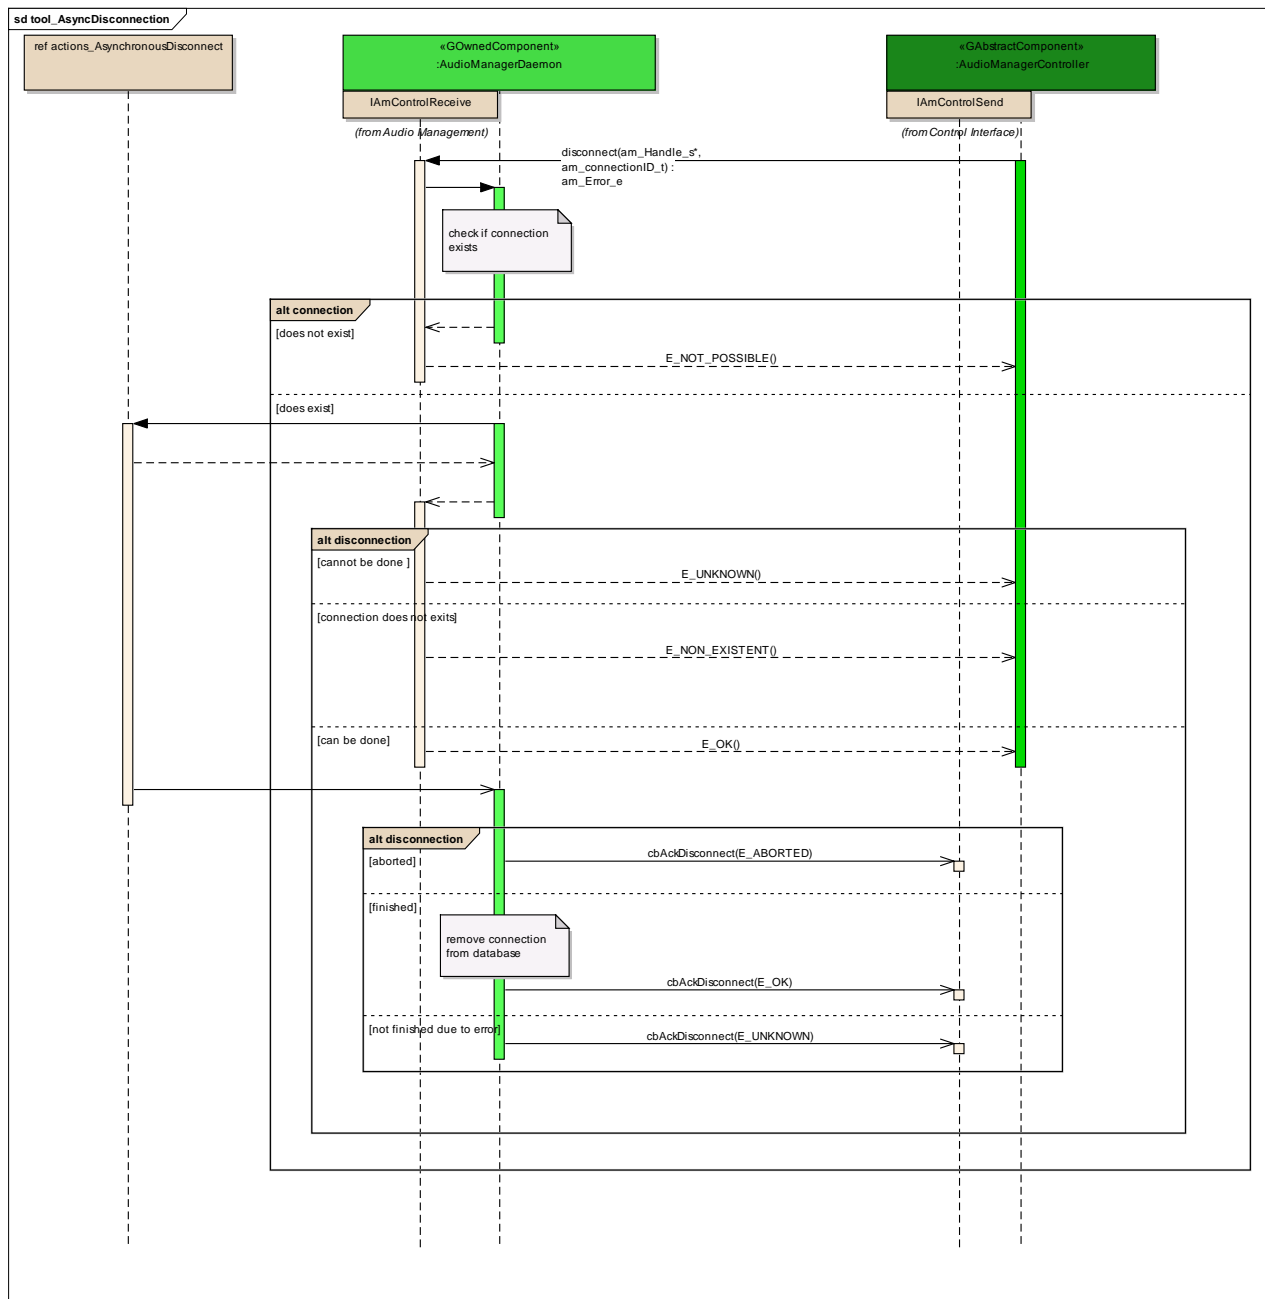 sd tool_AsyncDisconnection
ref actions_AsynchronousDisconnect
«GOwnedComponent»
:AudioManagerDaemon
«GAbstractComponent»
:AudioManagerController
IAmControlReceive
IAmControlSend
(from Audio Management)
(from Control Interface)
disconnect(am_Handle_s*,
am_connectionID_t) :
am_Error_e
check if connection
exists
alt connection
[does not exist]
E_NOT_POSSIBLE()
[does exist]
alt disconnection
[cannot be done ]
E_UNKNOWN()
[connection does not exits]
E_NON_EXISTENT()
[can be done]
E_OK()
alt disconnection
[aborted]
cbAckDisconnect(E_ABORTED)
[finished]
remove connection
from database
cbAckDisconnect(E_OK)
[not finished due to error]
cbAckDisconnect(E_UNKNOWN)